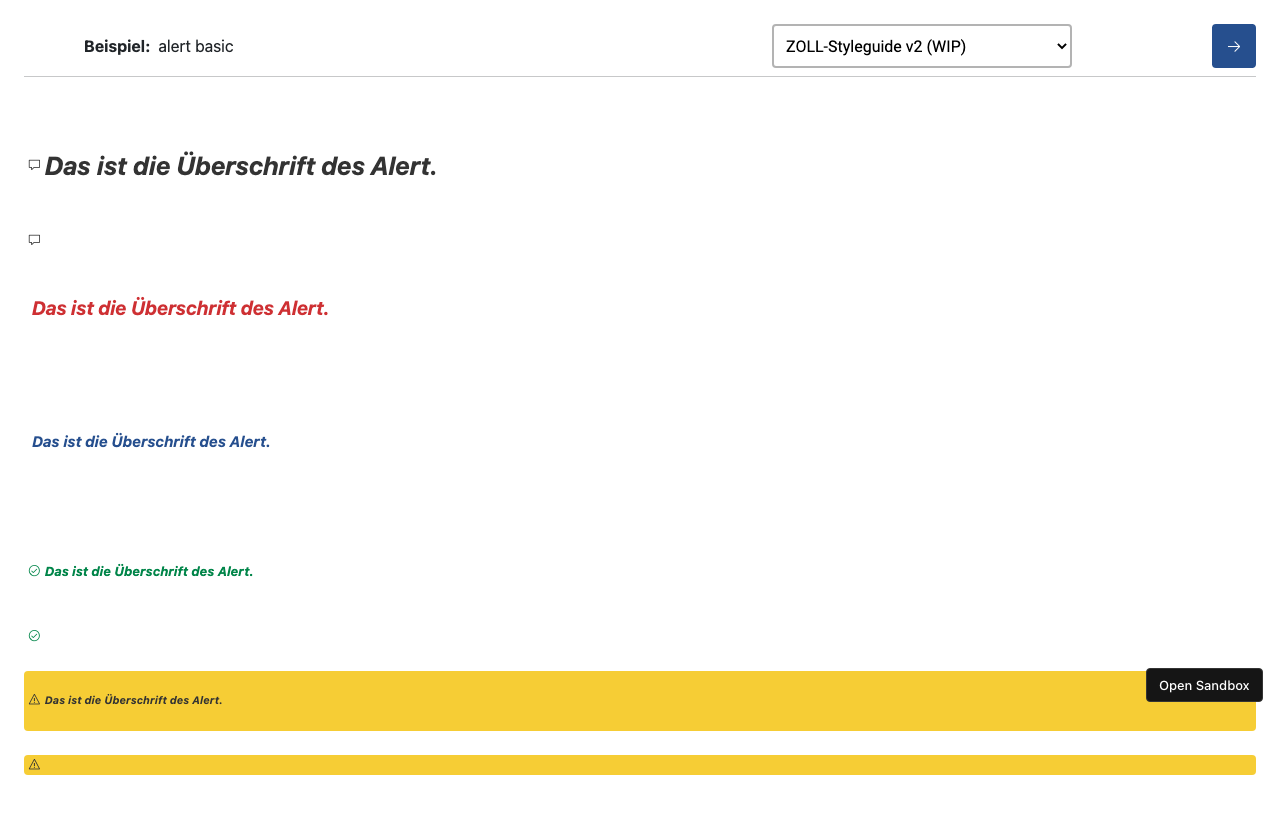 Beispiel: alert basic
ZOLL-Styleguide v2 (WIP)
Das ist die Überschrift des Alert.
Das ist die Überschrift des Alert.
Das ist die Überschrift des Alert.
Das ist die Überschrift des Alert.
Das ist die Überschrift des Alert.
Open Sandbox